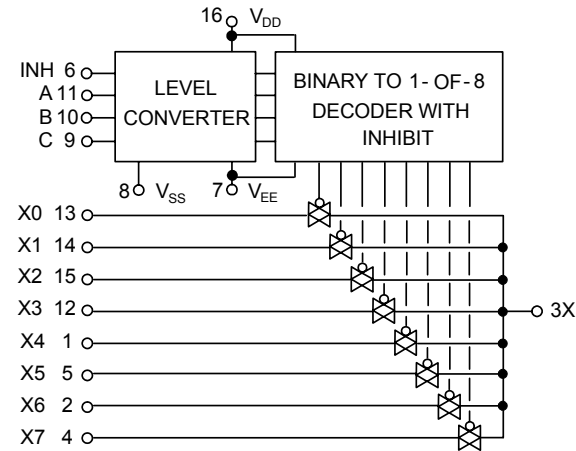 16 VDD
INH 6
A 11
B 10
C 9
LEVEL
CONVERTER
BINARY TO 1- OF- 8
DECODER WITH
INHIBIT
8 VSS
7 VEE
X0 13
X1 14
X2 15
X3 12
X4 1
X5 5
X6 2
X7 4
3X